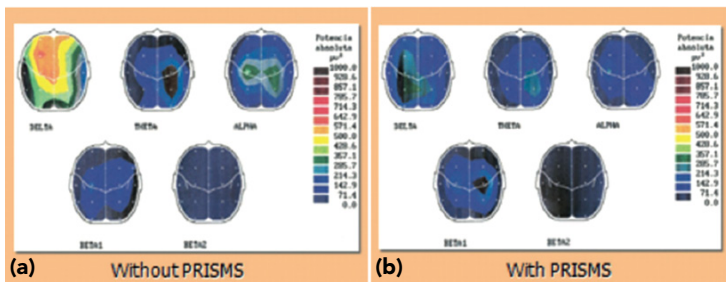 Potencia
absoluta
µv²
1000.0
928.6
857.1
785.7
714.3
642.9
571.4
500.0
428.6
357.1
285.7
214.3
142.9
71.4
0.0
DELTA THETA ALPHA
BETA1 BETA2
(a) Without PRISMS
Potencia
absoluta
µv²
1000.0
928.6
857.1
785.7
714.3
642.9
571.4
500.0
428.6
357.1
285.7
214.3
142.9
71.4
0.0
DELTA THETA ALPHA
BETA1 BETA2
(b) With PRISMS